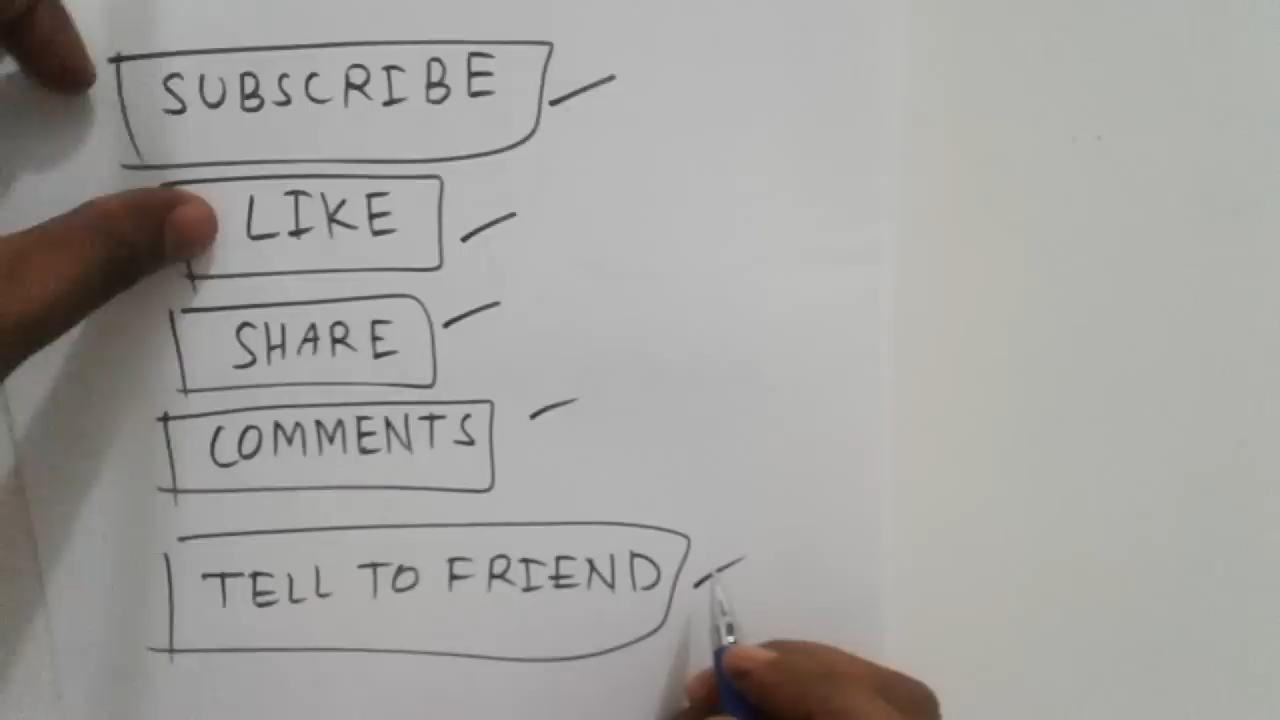 SUBSCRIBE
LIKE
SHARE
COMMENTS
TELL TO FRIEND